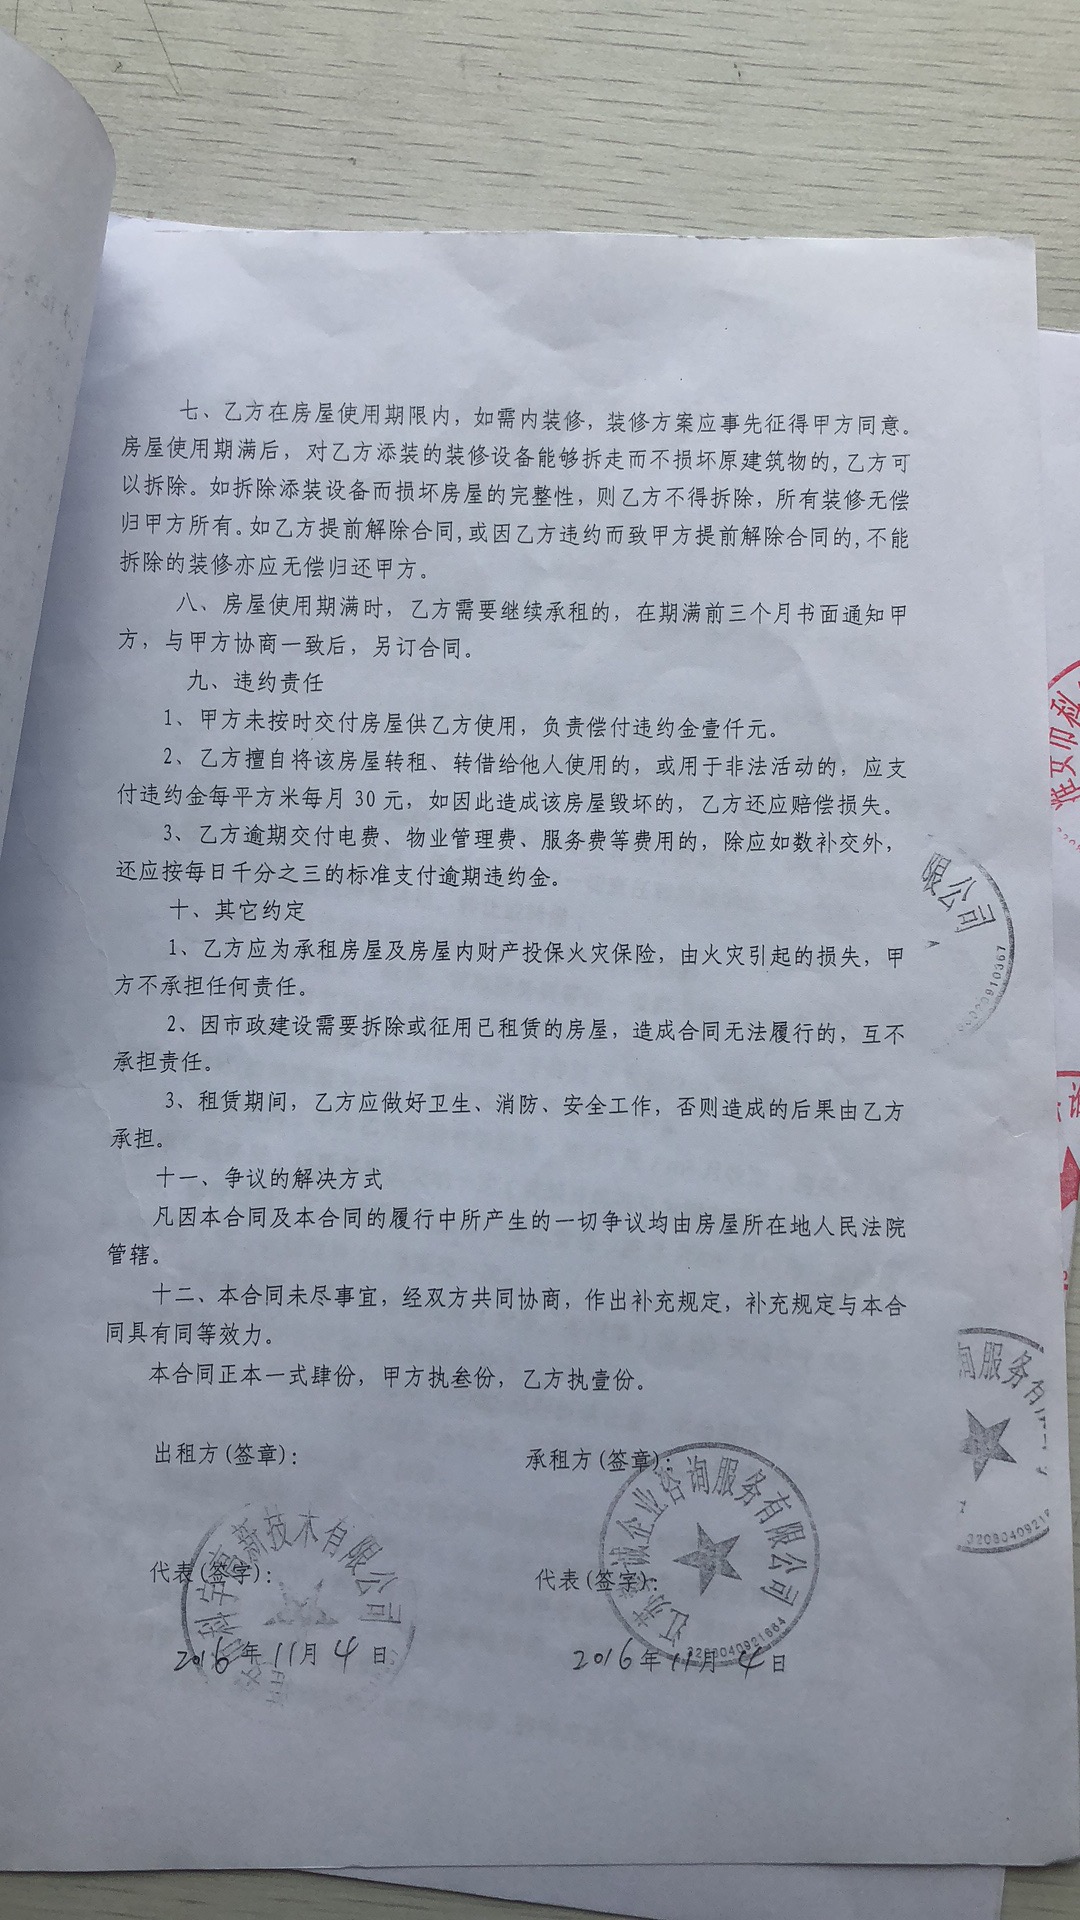 七、乙方在房屋使用期限内，如需内装修，装修方案应事先征得甲方同意。
房屋使用期满后，对乙方添装的装修设备能够拆走而不损坏原建筑物的，乙方可
以拆除。如拆除添装设备而损坏房屋的完整性，则乙方不得拆除，所有装修无偿
归甲方所有。如乙方提前解除合同，或因乙方违约而致甲方提前解除合同的，不能
拆除的装修亦应无偿归还甲方。
八、房屋使用期满时，乙方需要继续承租的，在期满前三个月书面通知甲
方，与甲方协商一致后，另订合同。
九、违约责任
1、甲方未按时交付房屋供乙方使用，负责偿付违约金壹仟元。
2、乙方擅自将该房屋转租、转借给他人使用的，或用于非法活动的，应支
付违约金每平方米每月 30 元，如因此造成该房屋毁坏的，乙方还应赔偿损失。
3、乙方逾期交付电费、物业管理费、服务费等费用的，除应如数补交外，
还应按每日千分之三的标准支付逾期违约金。
十、其它约定
1、乙方应为承租房屋及房屋内财产投保火灾保险，由火灾引起的损失，甲
方不承担任何责任。
2、因市政建设需要拆除或征用已租赁的房屋，造成合同无法履行的，互不
承担责任。
3、租赁期间，乙方应做好卫生、消防、安全工作，否则造成的后果由乙方
承担。
十一、争议的解决方式
凡因本合同及本合同的履行中所产生的一切争议均由房屋所在地人民法院
管辖。
十二、本合同未尽事宜，经双方共同协商，作出补充规定，补充规定与本合
同具有同等效力。
本合同正本一式肆份，甲方执叁份，乙方执壹份。
出租方(签章)：
承租方(签章)：
代表(签字)：
代表(签字)：
2016年11月4日
2016年11月4日
高新技术有限公司
诚企业咨询服务有限公司
3208040921664
限公司
询服务有
市科
询